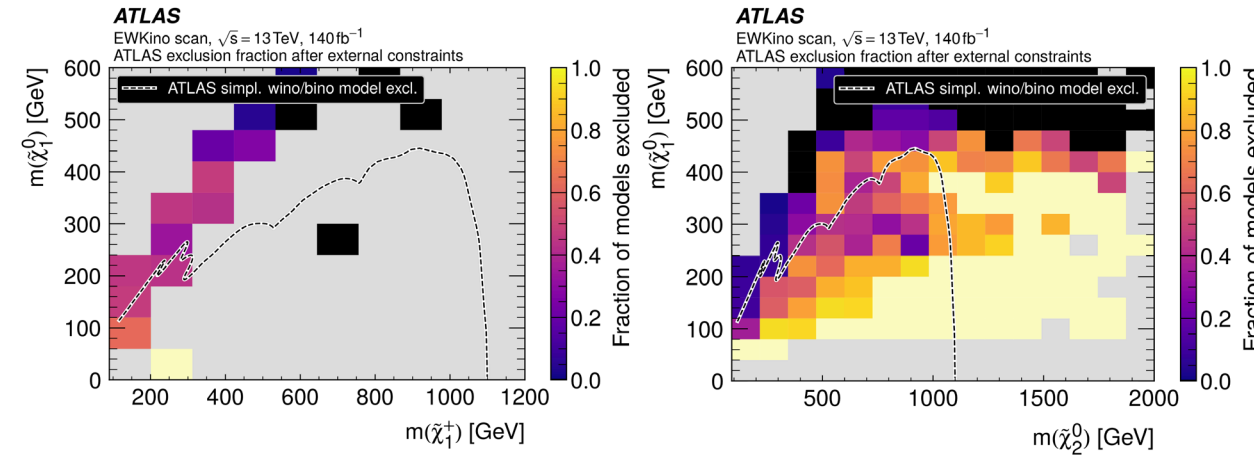 ATLAS
EWKino scan, √s = 13 TeV, 140 fb⁻¹
ATLAS exclusion fraction after external constraints
ATLAS simpl. wino/bino model excl.
m(χ̃₁⁰) [GeV]
600
500
400
300
200
100
0
200
400
600
800
1000
1200
m(χ̃₁⁺) [GeV]
1.0
0.8
0.6
0.4
0.2
0.0
Fraction of models excluded
ATLAS
EWKino scan, √s = 13 TeV, 140 fb⁻¹
ATLAS exclusion fraction after external constraints
ATLAS simpl. wino/bino model excl.
m(χ̃₁⁰) [GeV]
600
500
400
300
200
100
0
500
1000
1500
2000
m(χ̃₂⁰) [GeV]
1.0
0.8
0.6
0.4
0.2
0.0
Fraction of models excluded